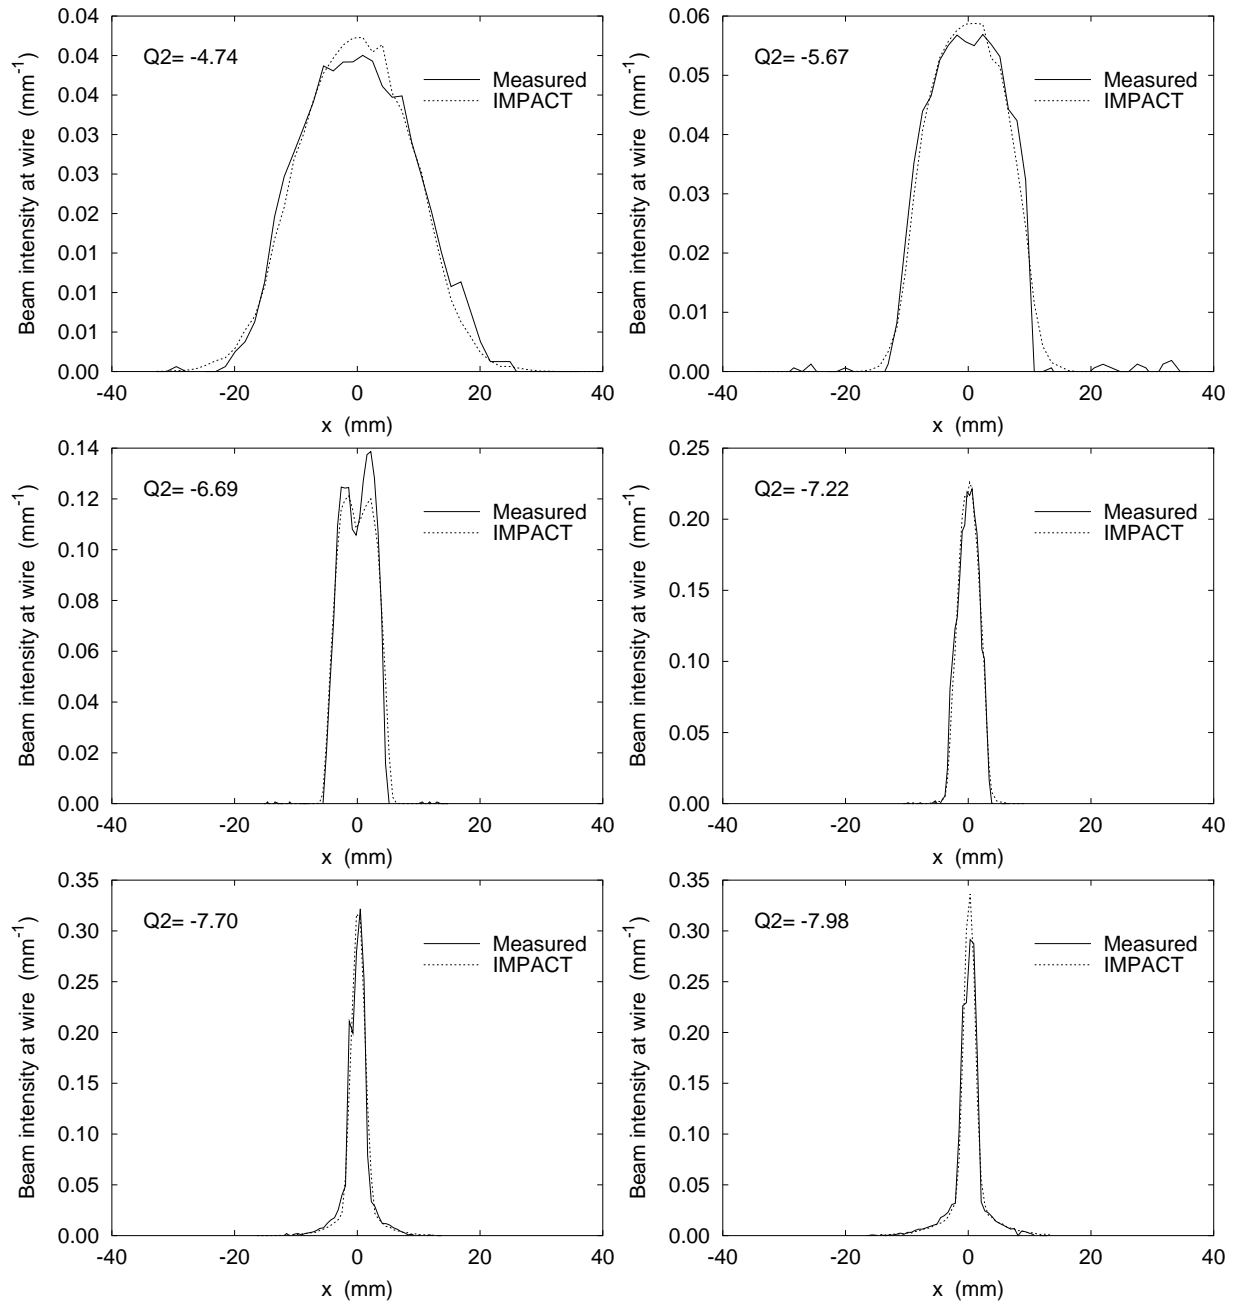 Q2= -4.74
Measured
IMPACT
Beam intensity at wire (mm-1)
0.04
0.04
0.04
0.03
0.03
0.02
0.01
0.01
0.01
0.00
-40 -20 0 20 40
x (mm)
Q2= -5.67
Measured
IMPACT
Beam intensity at wire (mm-1)
0.06
0.05
0.04
0.03
0.02
0.01
0.00
-40 -20 0 20 40
x (mm)
Q2= -6.69
Measured
IMPACT
Beam intensity at wire (mm-1)
0.14
0.12
0.10
0.08
0.06
0.04
0.02
0.00
-40 -20 0 20 40
x (mm)
Q2= -7.22
Measured
IMPACT
Beam intensity at wire (mm-1)
0.25
0.20
0.15
0.10
0.05
0.00
-40 -20 0 20 40
x (mm)
Q2= -7.70
Measured
IMPACT
Beam intensity at wire (mm-1)
0.35
0.30
0.25
0.20
0.15
0.10
0.05
0.00
-40 -20 0 20 40
x (mm)
Q2= -7.98
Measured
IMPACT
Beam intensity at wire (mm-1)
0.35
0.30
0.25
0.20
0.15
0.10
0.05
0.00
-40 -20 0 20 40
x (mm)